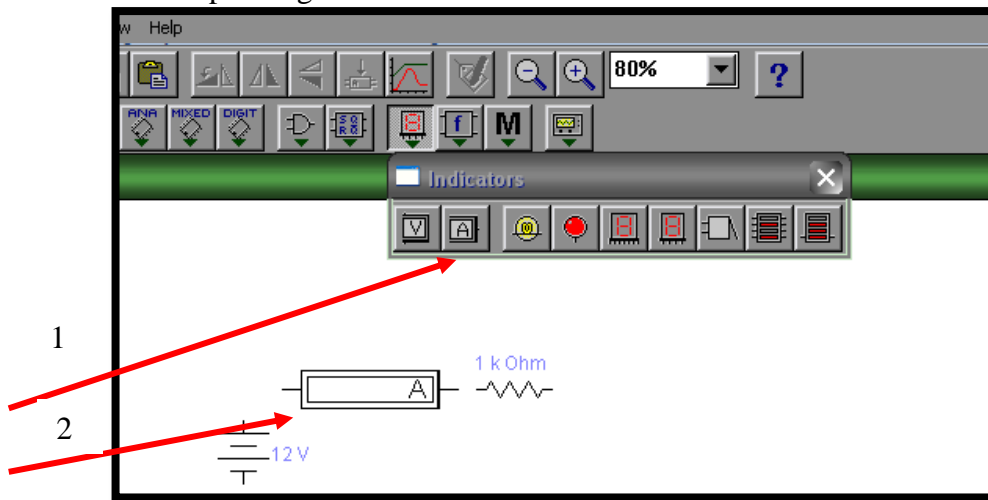 w Help
80% ?
ANA MIXED DIGIT f M
Indicators
V A
1
1 k Ohm
A
2
12 V